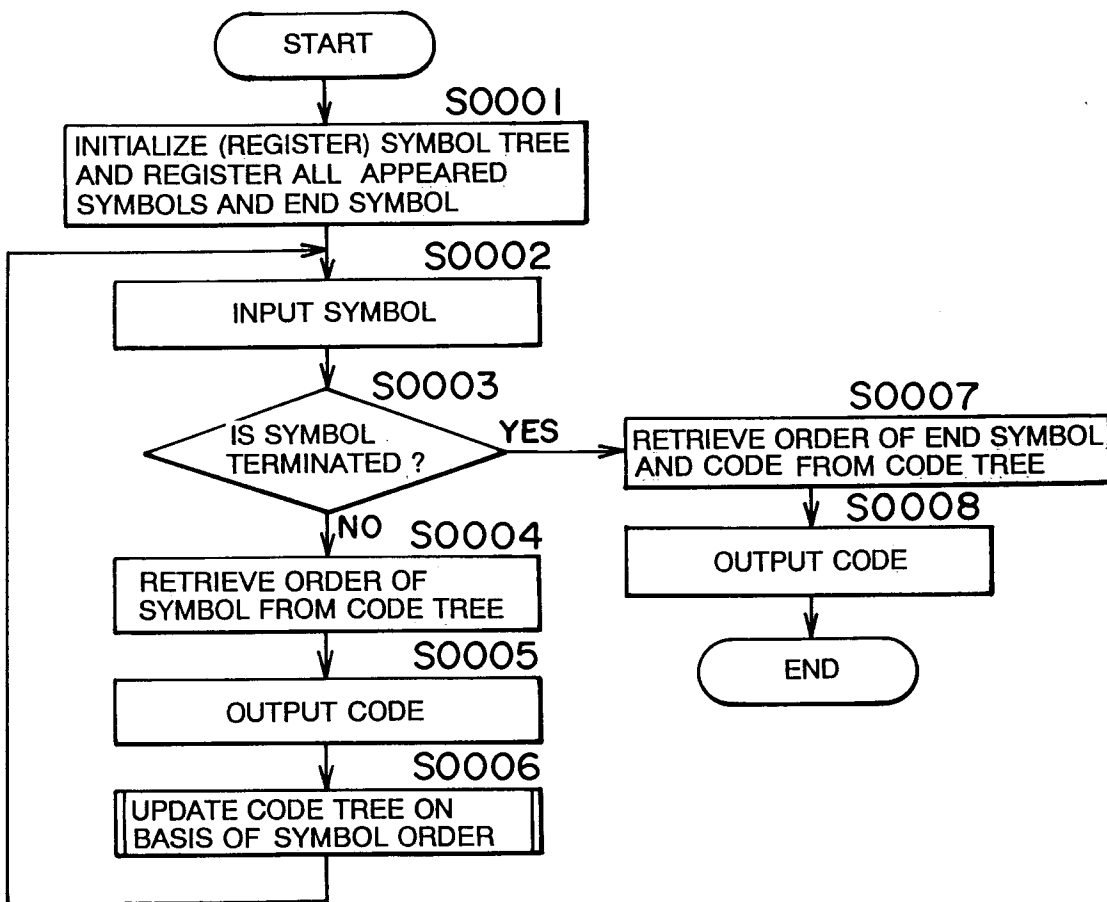 START
S0001
INITIALIZE (REGISTER) SYMBOL TREE
AND REGISTER ALL APPEARED
SYMBOLS AND END SYMBOL
S0002
INPUT SYMBOL
S0003
IS SYMBOL
TERMINATED ?
YES
NO
S0004
RETRIEVE ORDER OF
SYMBOL FROM CODE TREE
S0005
OUTPUT CODE
S0006
UPDATE CODE TREE ON
BASIS OF SYMBOL ORDER
S0007
RETRIEVE ORDER OF END SYMBOL
AND CODE FROM CODE TREE
S0008
OUTPUT CODE
END